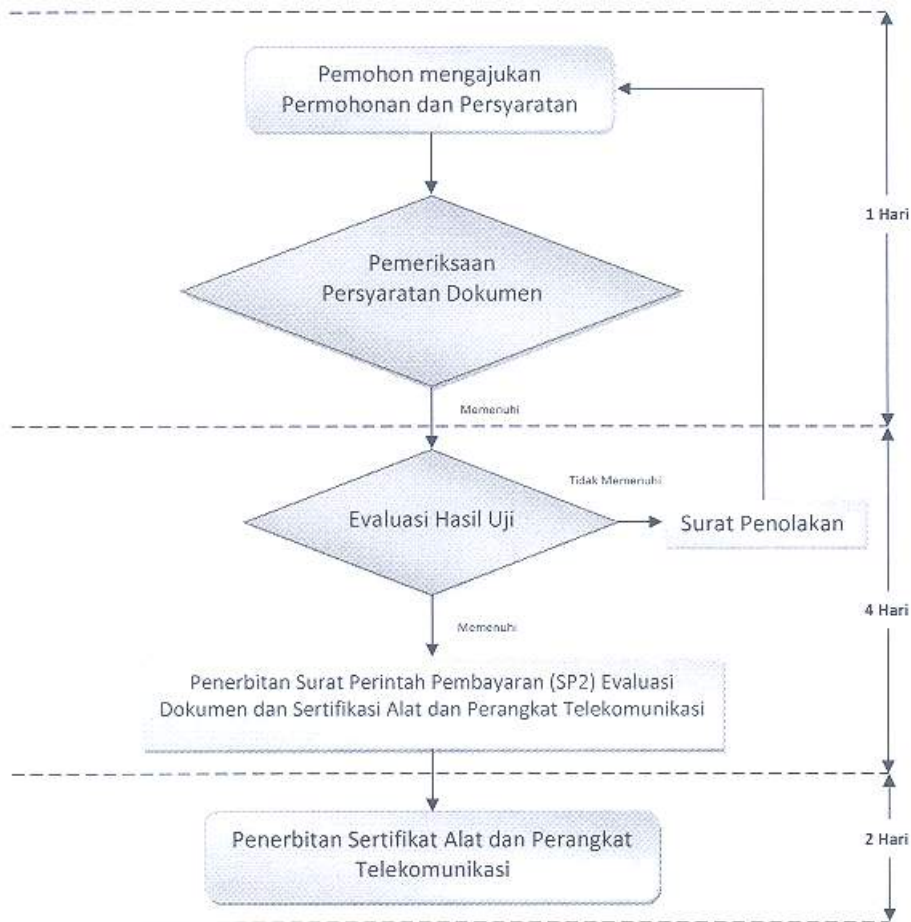 Pemohon mengajukan
Permohonan dan Persyaratan
1 Hari
Pemeriksaan
Persyaratan Dokumen
Memenuhi
Tidak Memenuhi
Evaluasi Hasil Uji
Surat Penolakan
4 Hari
Memenuhi
Penerbitan Surat Perintah Pembayaran (SP2) Evaluasi
Dokumen dan Sertifikasi Alat dan Perangkat Telekomunikasi
Penerbitan Sertifikat Alat dan Perangkat
Telekomunikasi
2 Hari